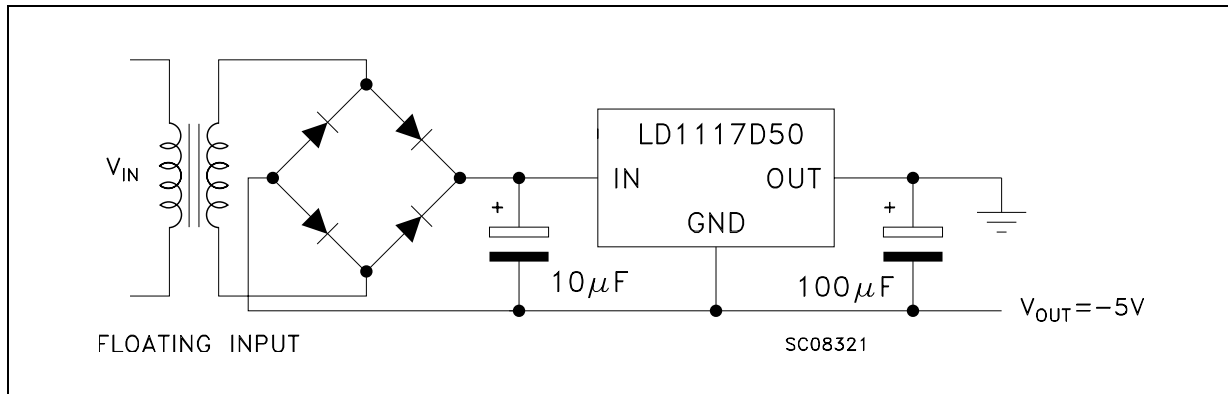 LD1117D50
V_IN
IN OUT
+ +
GND
10μF 100μF
V_OUT=-5V
FLOATING INPUT
SC08321